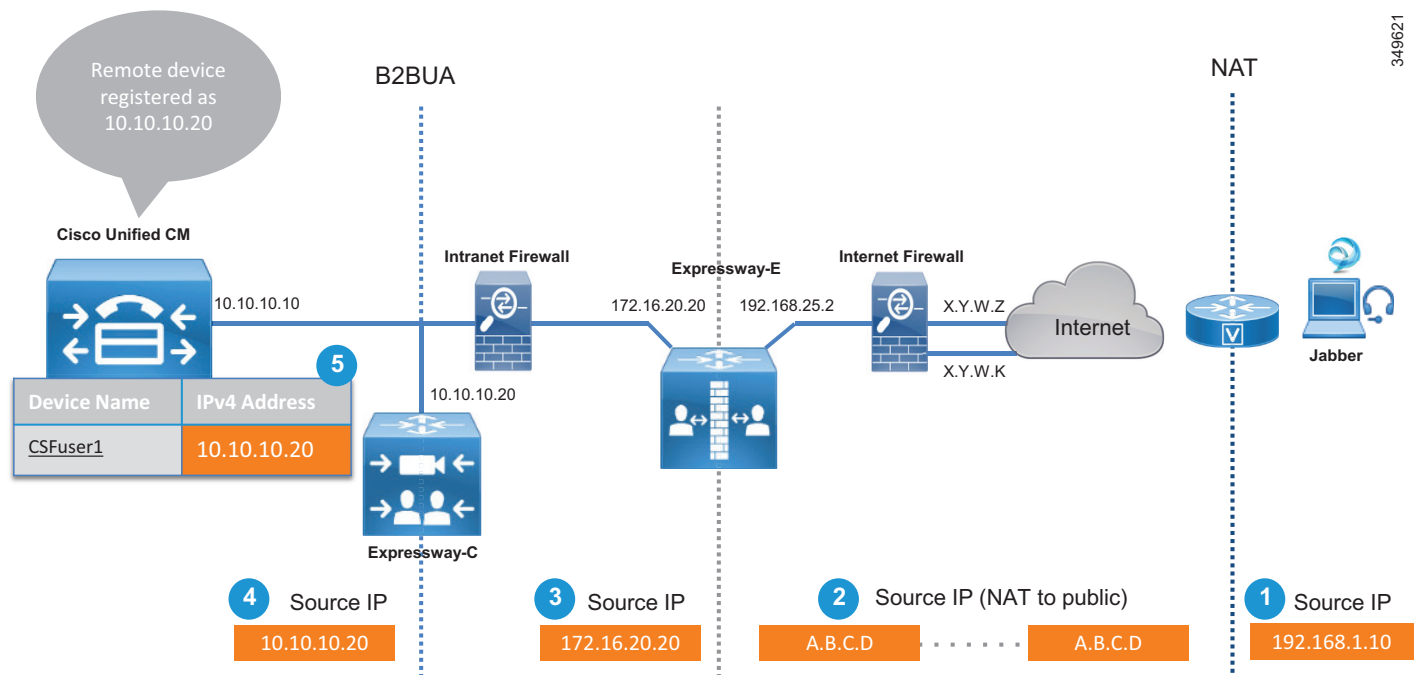 349621
Remote device
registered as
10.10.10.20
B2BUA
NAT
Cisco Unified CM
Intranet Firewall
Expressway-E
Internet Firewall
10.10.10.10
172.16.20.20
192.168.25.2
X.Y.W.Z
Internet
X.Y.W.K
V
Jabber
5
10.10.10.20
Device Name IPv4 Address
CSFuser1 10.10.10.20
Expressway-C
4 Source IP
10.10.10.20
3 Source IP
172.16.20.20
2 Source IP (NAT to public)
A.B.C.D A.B.C.D
1 Source IP
192.168.1.10